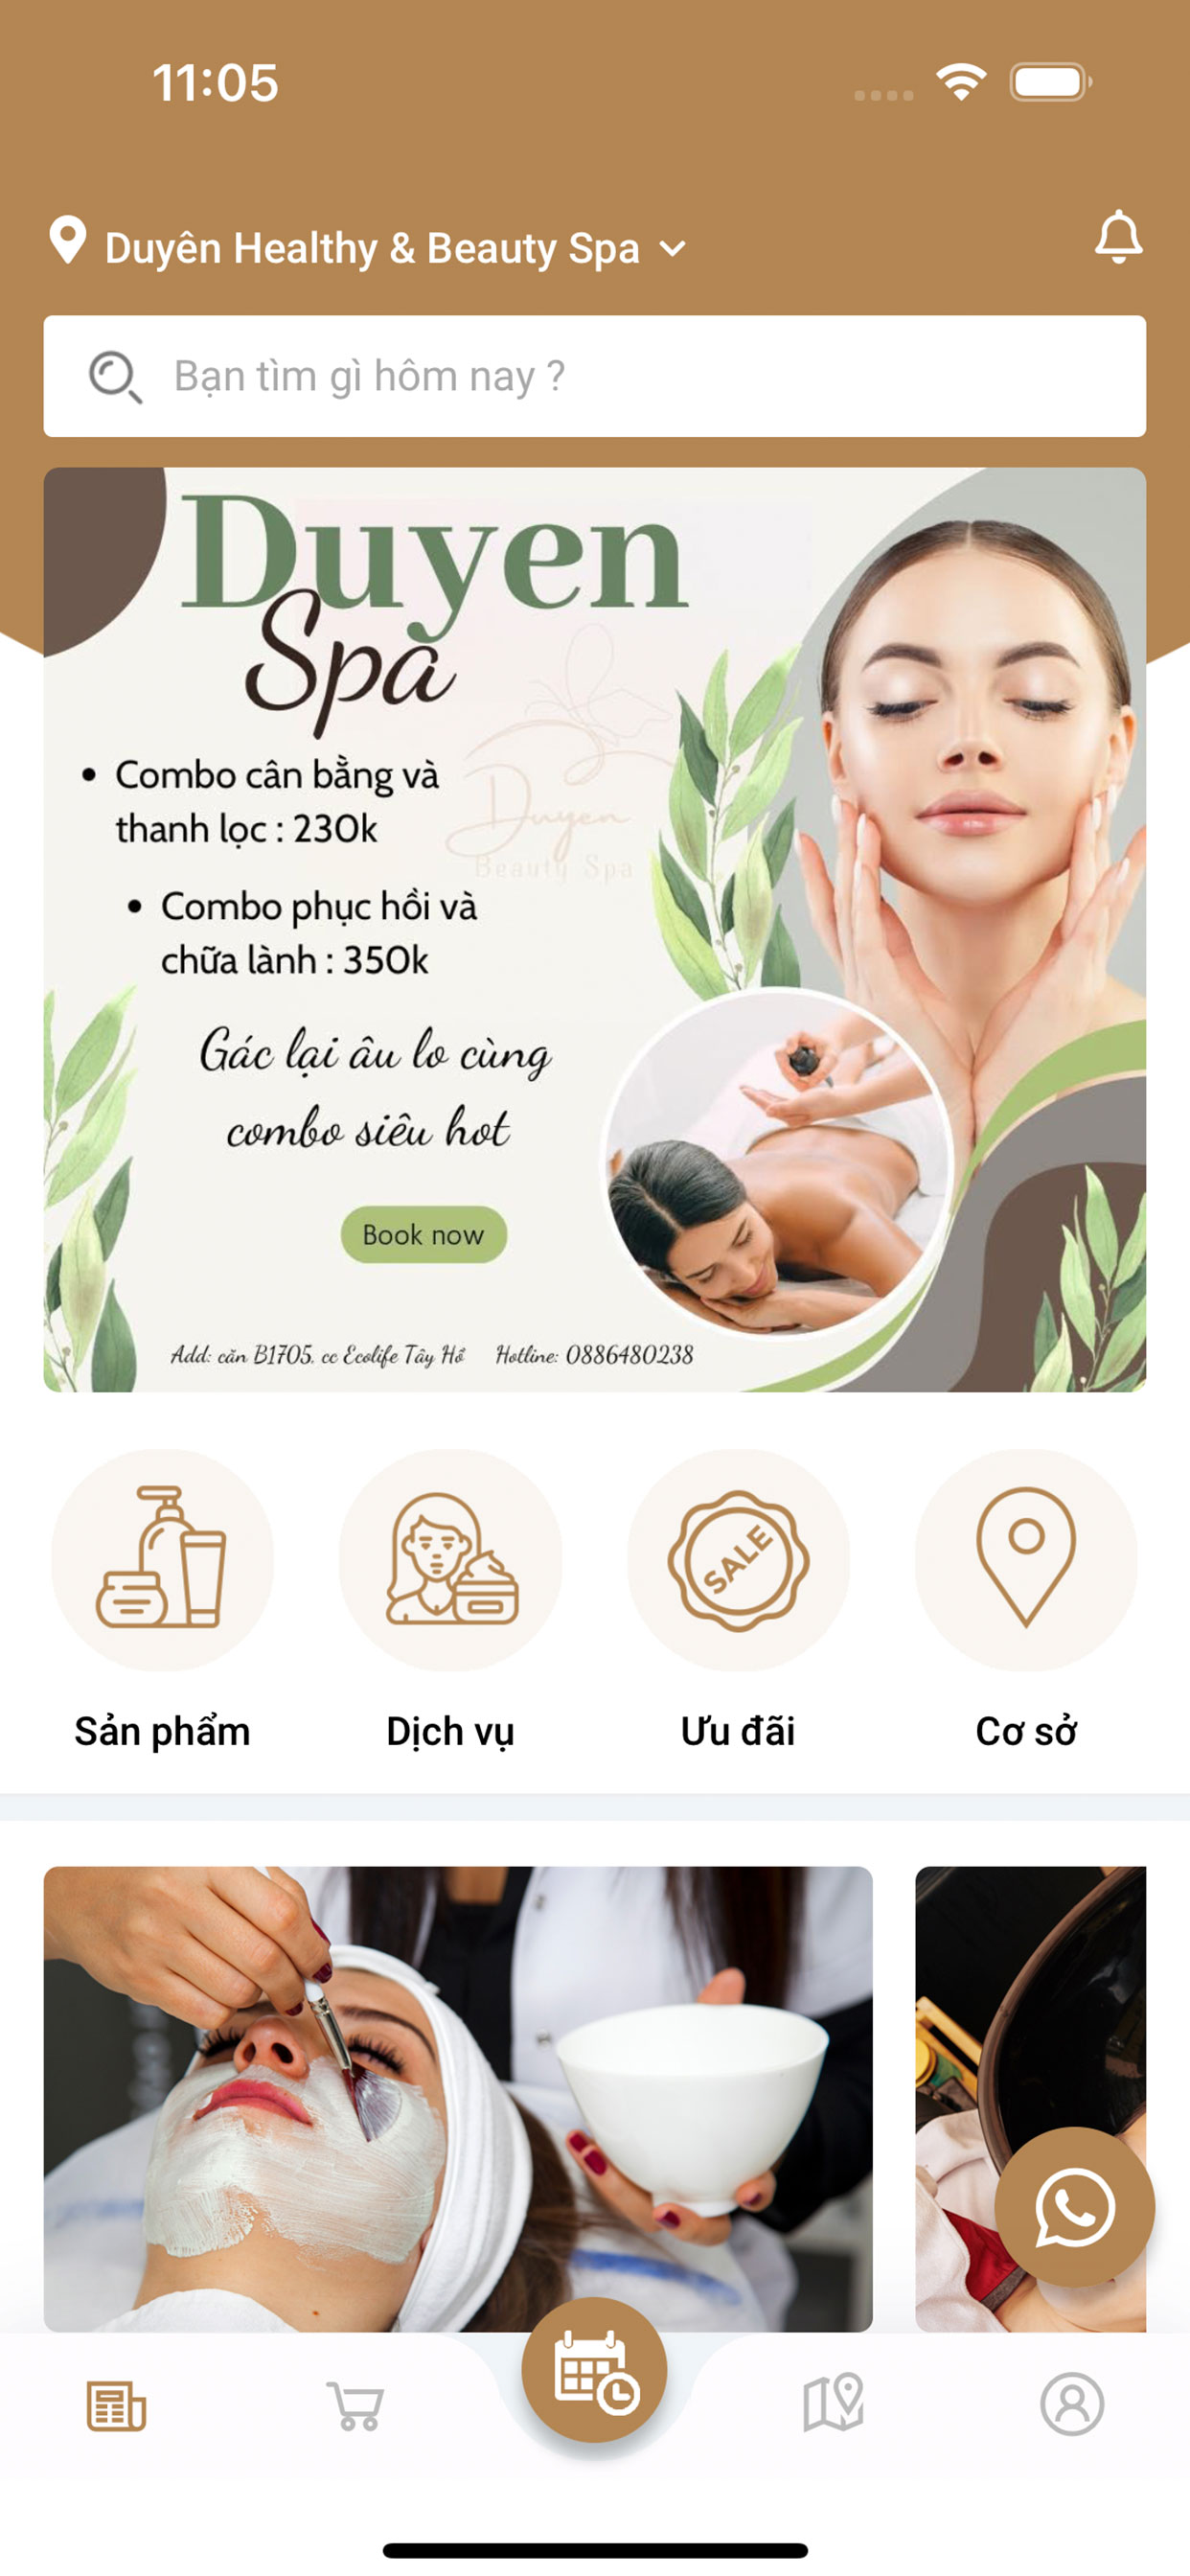 11:05
Duyên Healthy & Beauty Spa
Bạn tìm gì hôm nay ?
Duyen
Spa
Duyen
Beauty Spa
• Combo cân bằng và
thanh lọc : 230k
• Combo phục hồi và
chữa lành : 350k
Gác lại âu lo cùng
combo siêu hot
Book now
Add: căn B1705, cc Ecolife Tây Hồ Hotline: 0886480238
SALE
Sản phẩm Dịch vụ Ưu đãi Cơ sở